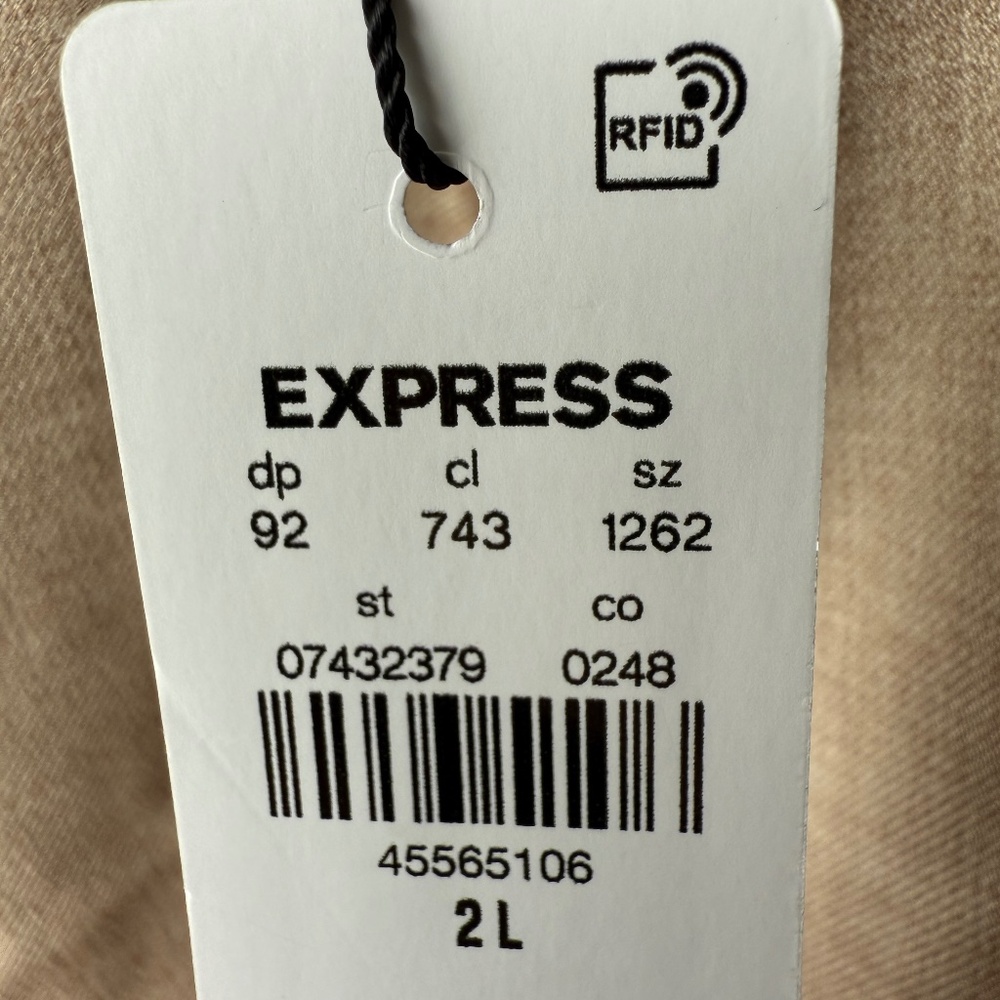 RFID
EXPRESS
dp cl sz
92 743 1262
st co
07432379 0248
45565106
2 L